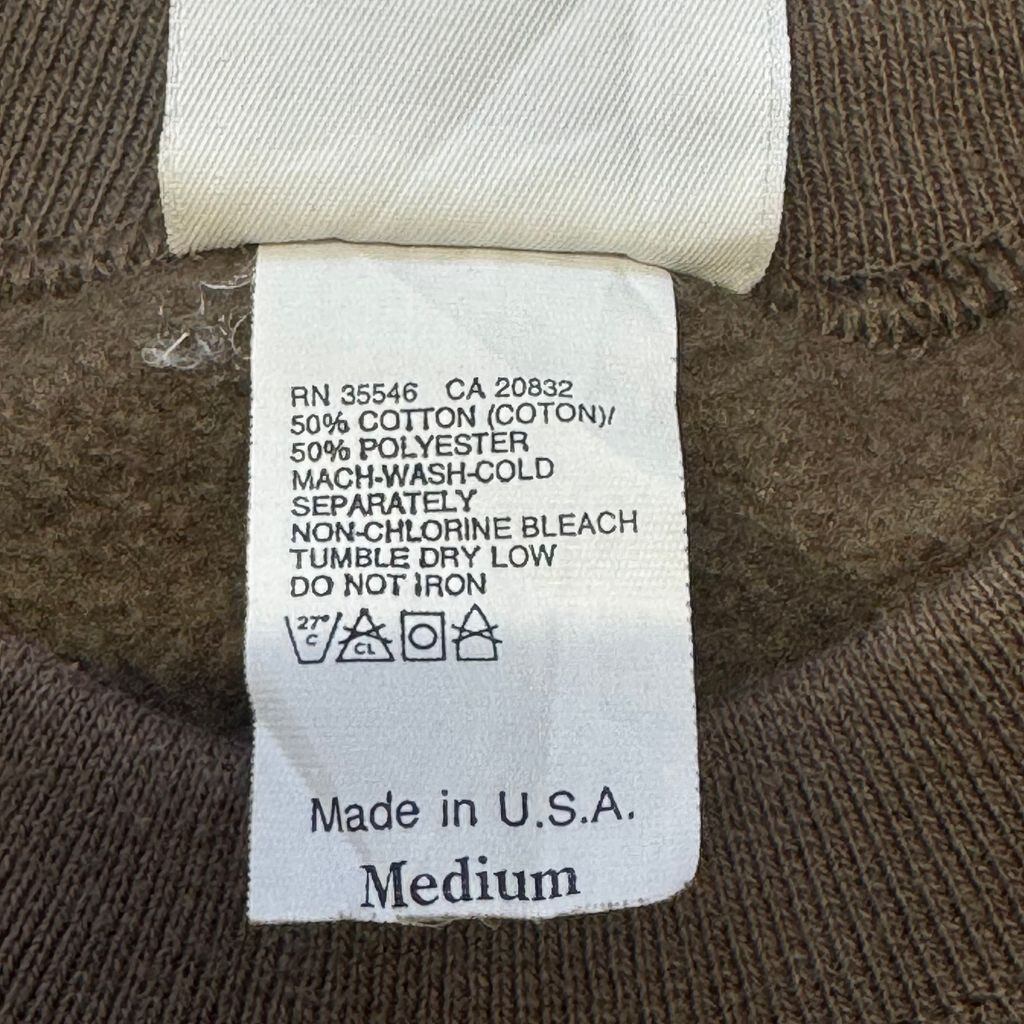 RN 35546 CA 20832
50% COTTON (COTON)/
50% POLYESTER
MACH-WASH-COLD
SEPARATELY
NON-CHLORINE BLEACH
TUMBLE DRY LOW
DO NOT IRON
27° C CL
Made in U.S.A.
Medium